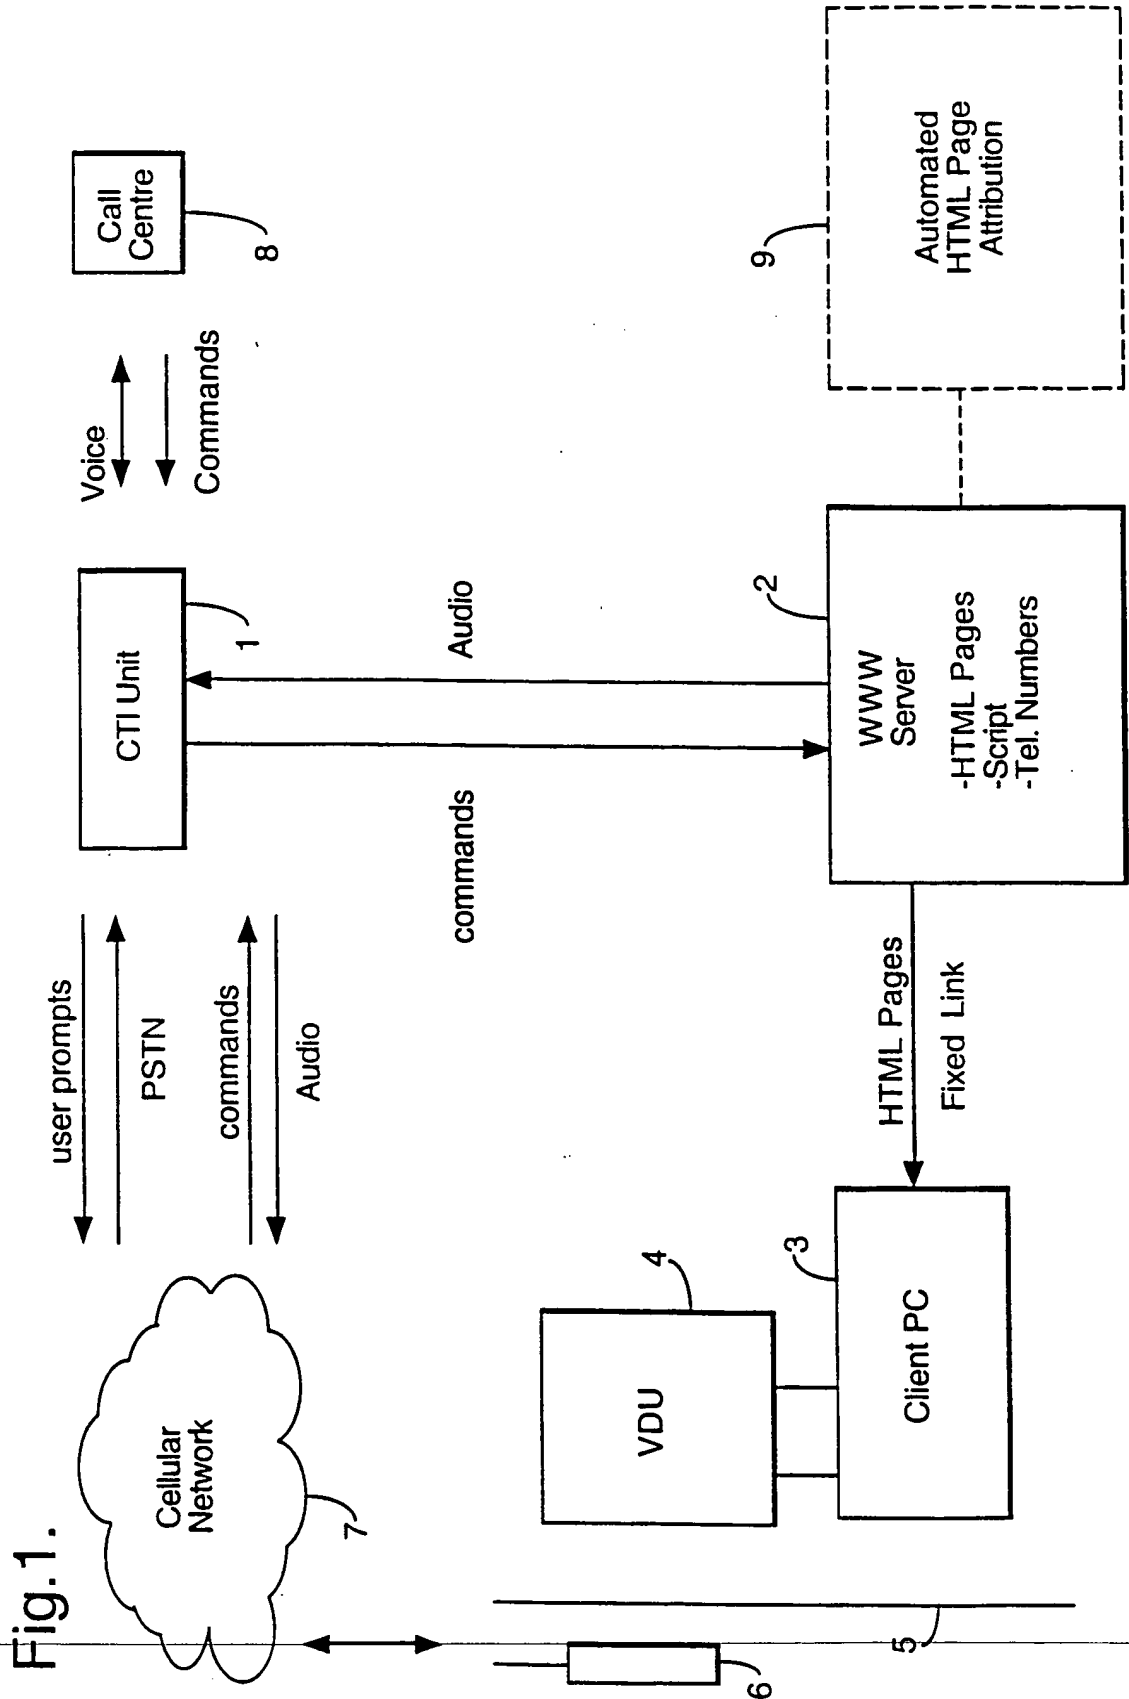 Fig.1.
Cellular
Network
7
user prompts
PSTN
commands
Audio
CTI Unit
1
Voice
Commands
Call
Centre
8
commands
Audio
6
5
VDU
4
Client PC
3
HTML Pages
Fixed Link
WWW
Server
-HTML Pages
-Script
-Tel. Numbers
2
Automated
HTML Page
Attribution
9